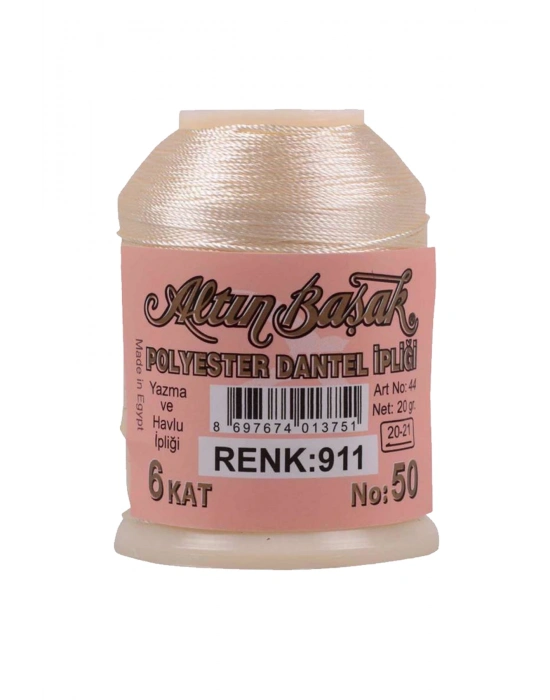 Altın Başak
POLYESTER DANTEL İPLİĞİ
Made in Egypt
Yazma
ve
Havlu
İpliği
8 697674 013751
Art No: 44
Net: 20 gr.
20-21
RENK:911
6 KAT
No: 50